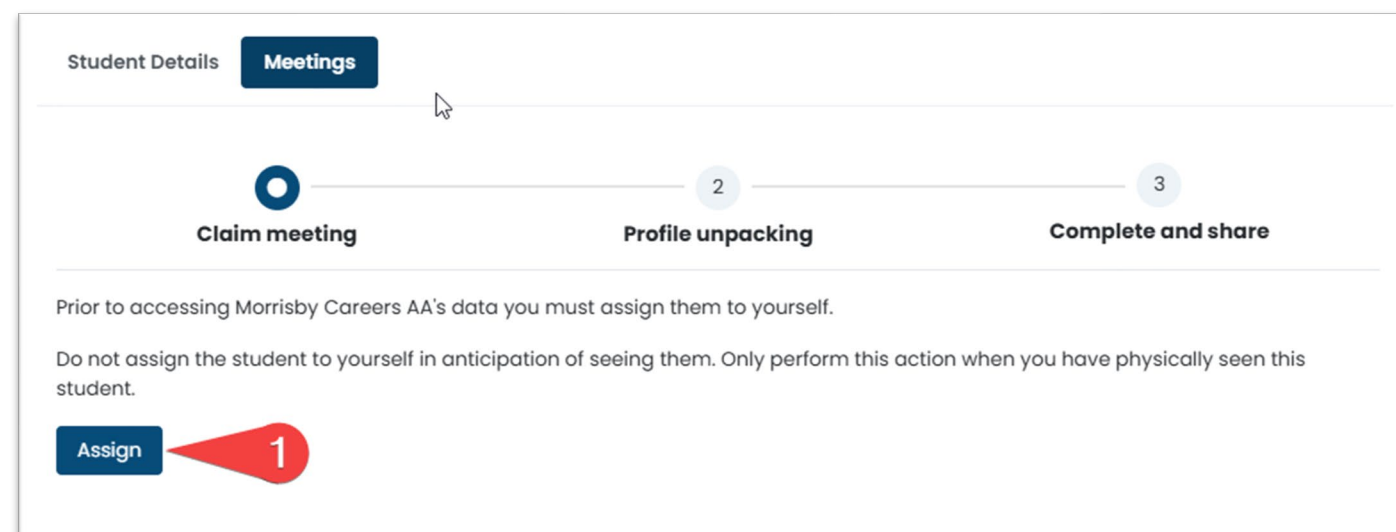 Student Details Meetings
2 3
Claim meeting Profile unpacking Complete and share
Prior to accessing Morrisby Careers AA's data you must assign them to yourself.
Do not assign the student to yourself in anticipation of seeing them. Only perform this action when you have physically seen this
student.
Assign 1